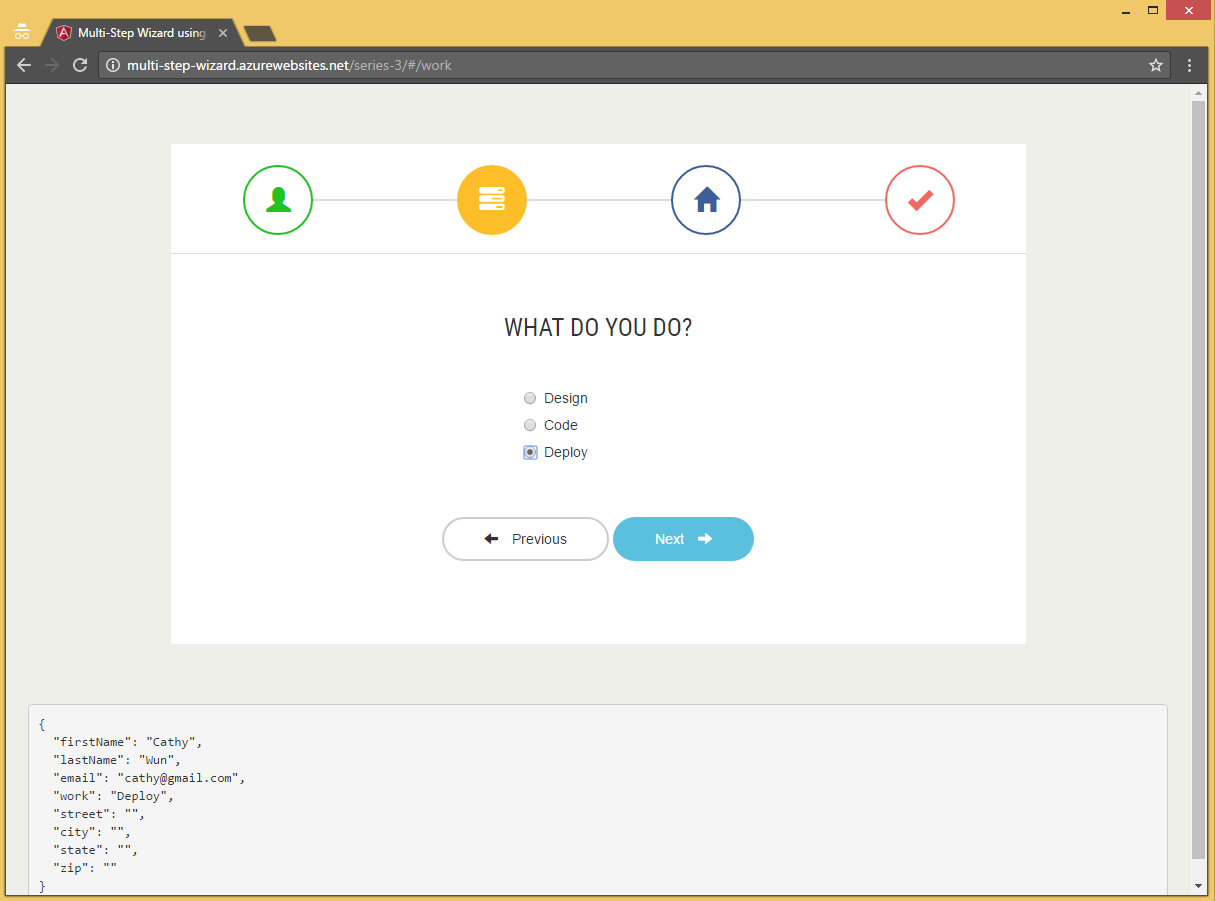 Multi-Step Wizard using
multi-step-wizard.azurewebsites.net/series-3/#/work
WHAT DO YOU DO?
Design
Code
Deploy
Previous
Next
{
"firstName": "Cathy",
"lastName": "Wun",
"email": "cathy@gmail.com",
"work": "Deploy",
"street": "",
"city": "",
"state": "",
"zip": ""
}